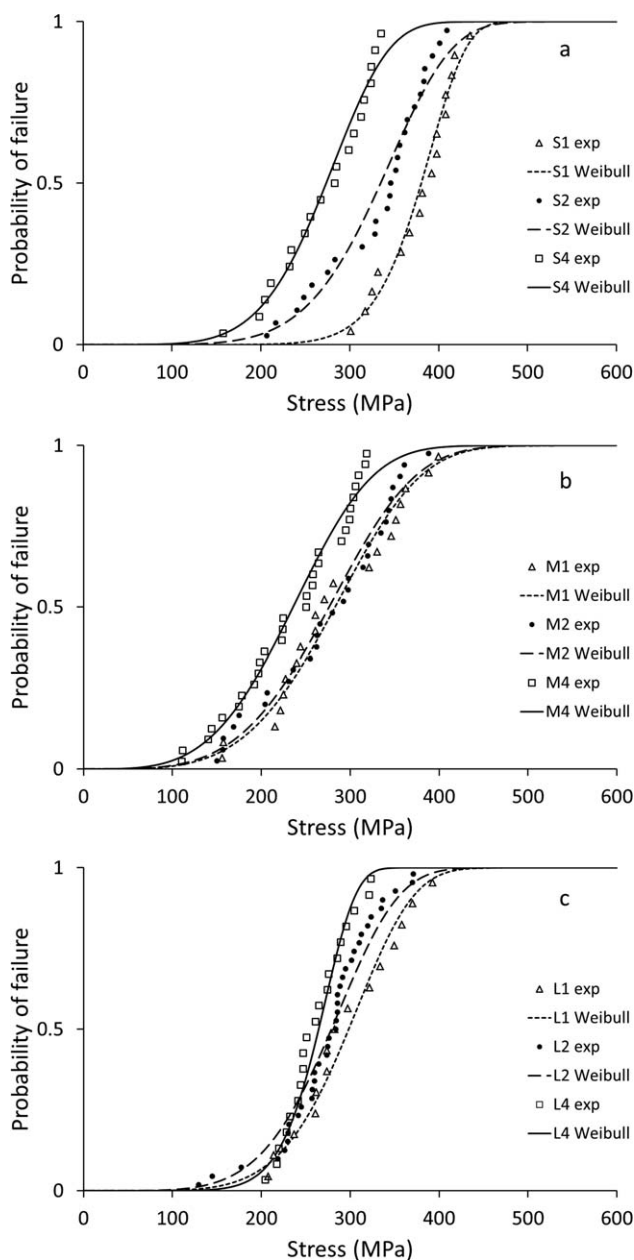 a
1
0.5
0
Probability of failure
S1 exp
S1 Weibull
S2 exp
S2 Weibull
S4 exp
S4 Weibull
0 100 200 300 400 500 600
Stress (MPa)
b
1
0.5
0
Probability of failure
M1 exp
M1 Weibull
M2 exp
M2 Weibull
M4 exp
M4 Weibull
0 100 200 300 400 500 600
Stress (MPa)
c
1
0.5
0
Probability of failure
L1 exp
L1 Weibull
L2 exp
L2 Weibull
L4 exp
L4 Weibull
0 100 200 300 400 500 600
Stress (MPa)